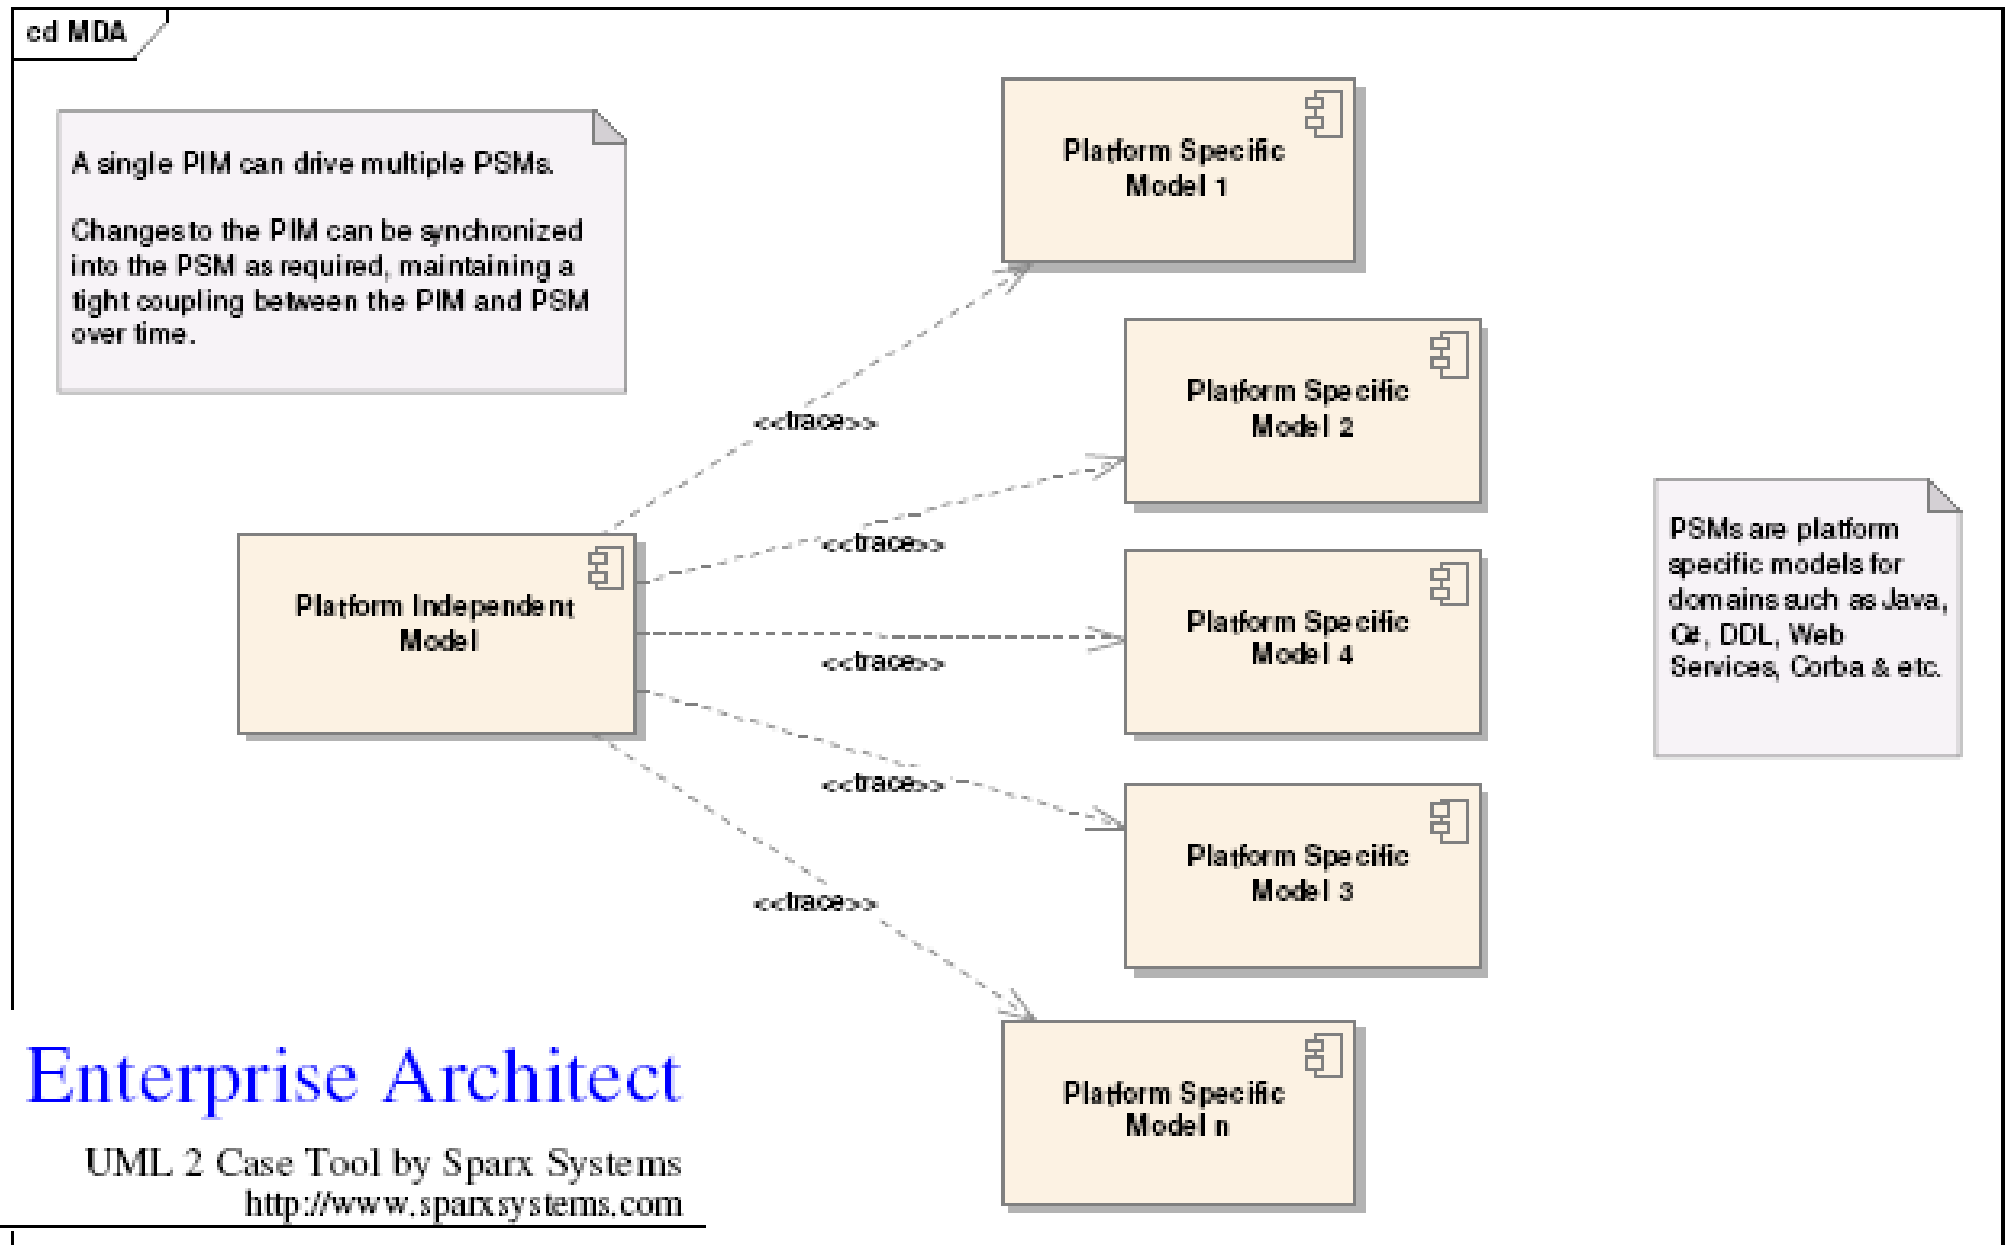 cd MDA
A single PIM can drive multiple PSMs.
Changes to the PIM can be synchronized
into the PSM as required, maintaining a
tight coupling between the PIM and PSM
over time.
Platform Specific
Model 1
<<trace>>
Platform Specific
Model 2
<<trace>>
Platform Independent
Model
Platform Specific
Model 4
<<trace>>
PSMs are platform
specific models for
domains such as Java,
C#, DDL, Web
Services, Corba & etc.
<<trace>>
Platform Specific
Model 3
<<trace>>
Platform Specific
Model n
Enterprise Architect
UML 2 Case Tool by Sparx Systems
http://www.sparxsystems.com